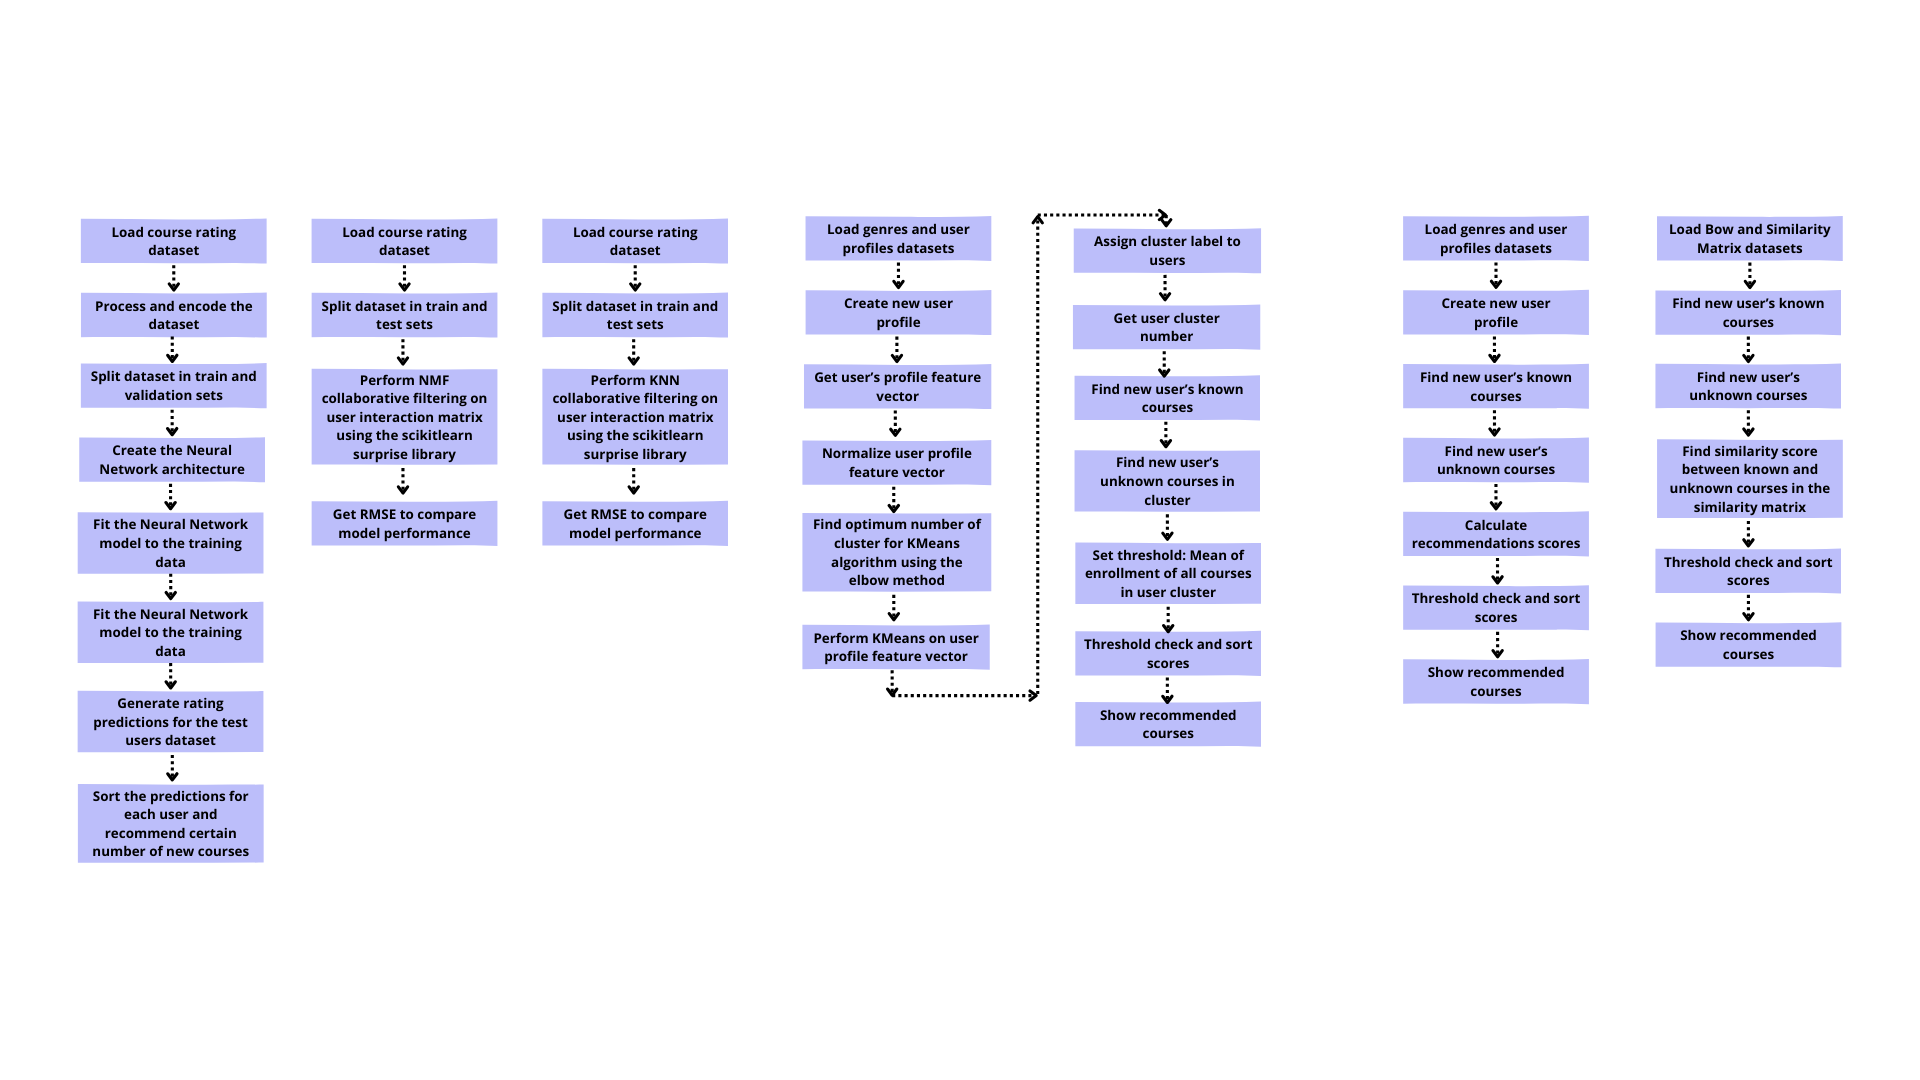 Load course rating
dataset
Process and encode the
dataset
Split dataset in train and
validation sets
Create the Neural
Network architecture
Fit the Neural Network
model to the training
data
Fit the Neural Network
model to the training
data
Generate rating
predictions for the test
users dataset
Sort the predictions for
each user and
recommend certain
number of new courses
Load course rating
dataset
Split dataset in train and
test sets
Perform NMF
collaborative filtering on
user interaction matrix
using the scikitlearn
surprise library
Get RMSE to compare
model performance
Load course rating
dataset
Split dataset in train and
test sets
Perform KNN
collaborative filtering on
user interaction matrix
using the scikitlearn
surprise library
Get RMSE to compare
model performance
Load genres and user
profiles datasets
Create new user
profile
Get user’s profile feature
vector
Normalize user profile
feature vector
Find optimum number of
cluster for KMeans
algorithm using the
elbow method
Perform KMeans on user
profile feature vector
Assign cluster label to
users
Get user cluster
number
Find new user’s known
courses
Find new user’s
unknown courses in
cluster
Set threshold: Mean of
enrollment of all courses
in user cluster
Threshold check and sort
scores
Show recommended
courses
Load genres and user
profiles datasets
Create new user
profile
Find new user’s known
courses
Find new user’s
unknown courses
Calculate
recommendations scores
Threshold check and sort
scores
Show recommended
courses
Load Bow and Similarity
Matrix datasets
Find new user’s known
courses
Find new user’s
unknown courses
Find similarity score
between known and
unknown courses in the
similarity matrix
Threshold check and sort
scores
Show recommended
courses